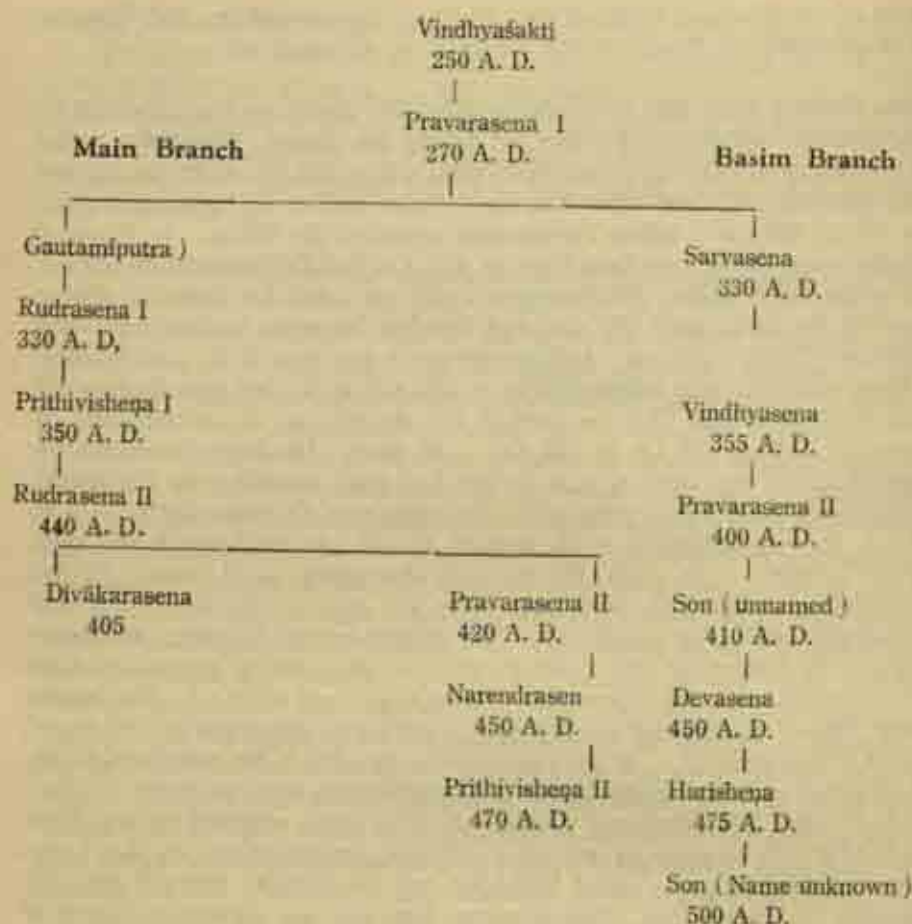 Vindhyaśakti
250 A. D.
Pravarasena I
270 A. D.
Main Branch
Basim Branch
Gautamīputra )
Sarvasena
330 A. D.
Rudrasena I
330 A. D,
Prithivisheṇa I
350 A. D.
Vindhyasena
355 A. D.
Rudrasena II
440 A. D.
Pravarasena II
400 A. D.
Divākarasena
405
Pravarasena II
420 A. D.
Son ( unnamed )
410 A. D.
Narendrasen
450 A. D.
Devasena
450 A. D.
Prithivisheṇa II
470 A. D.
Harisheṇa
475 A. D.
Son ( Name unknown )
500 A. D.